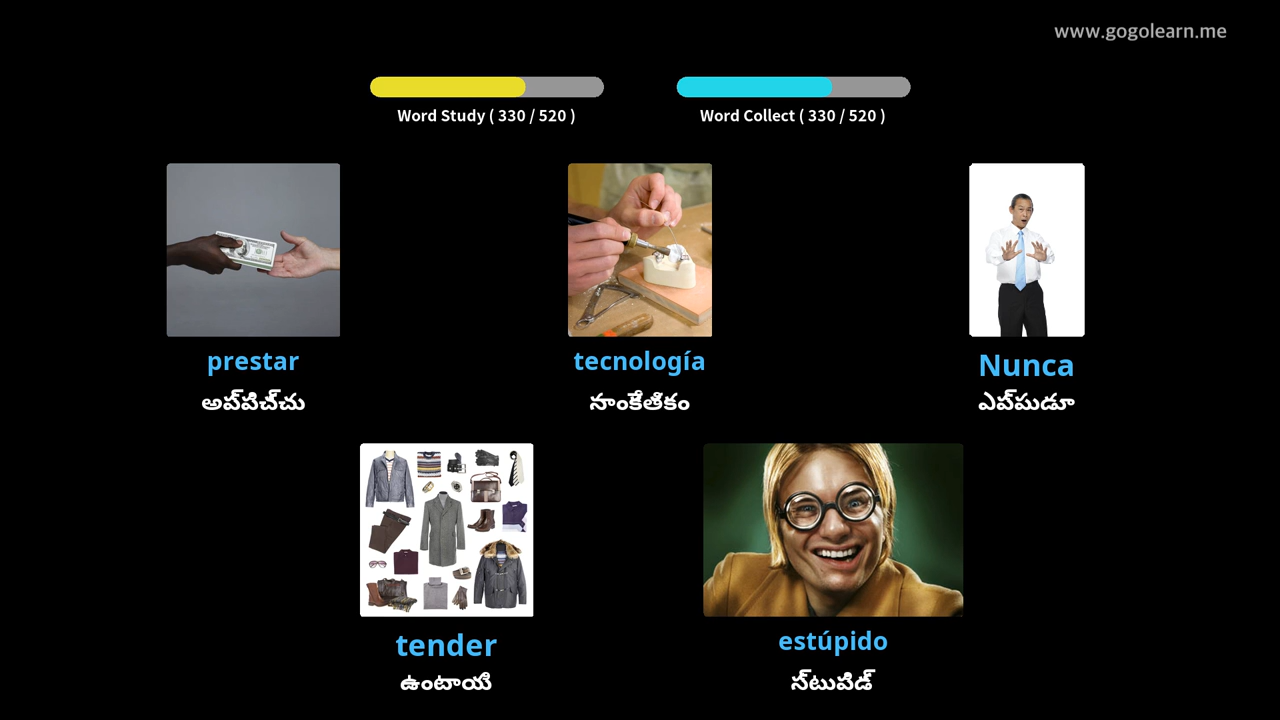 www.gogolearn.me
Word Study ( 330 / 520 )
Word Collect ( 330 / 520 )
prestar
tecnología
Nunca
అప్పిచ్చు
సాంకేతికం
ఎప్పుడూ
tender
estúpido
ఉంటాయి
స్టుపిడ్